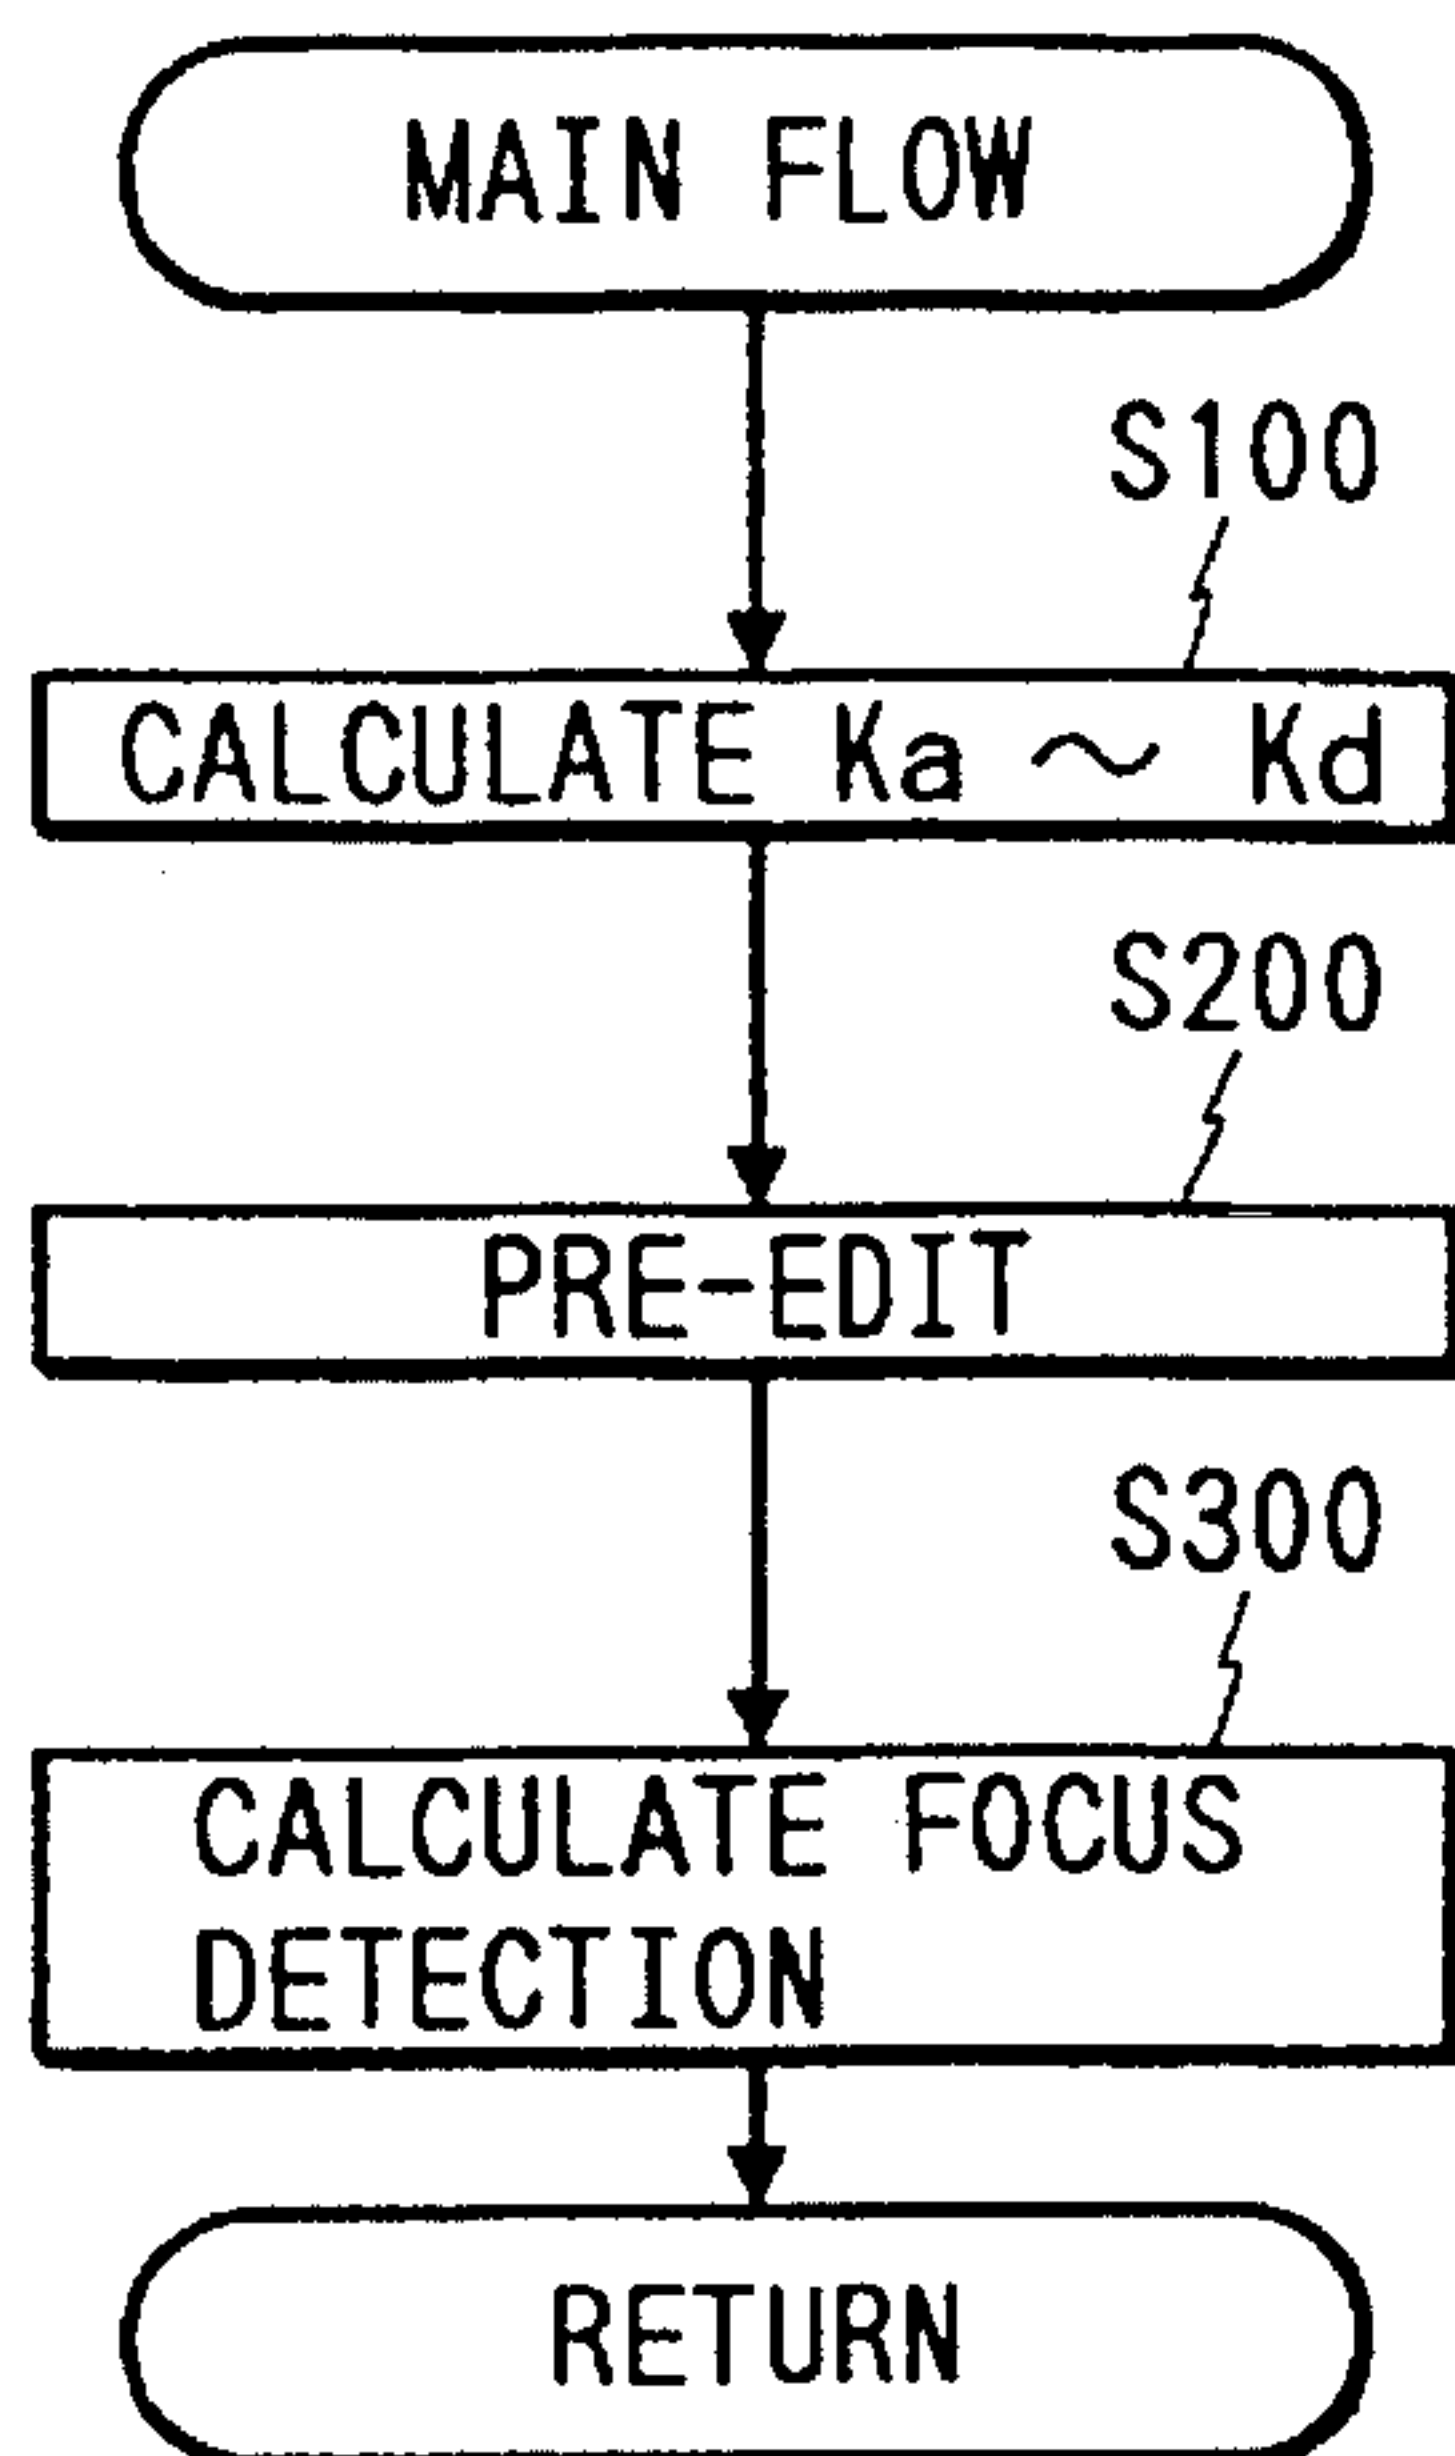 MAIN FLOW
S100
CALCULATE Ka ~ Kd
S200
PRE-EDIT
S300
CALCULATE FOCUS
DETECTION
RETURN